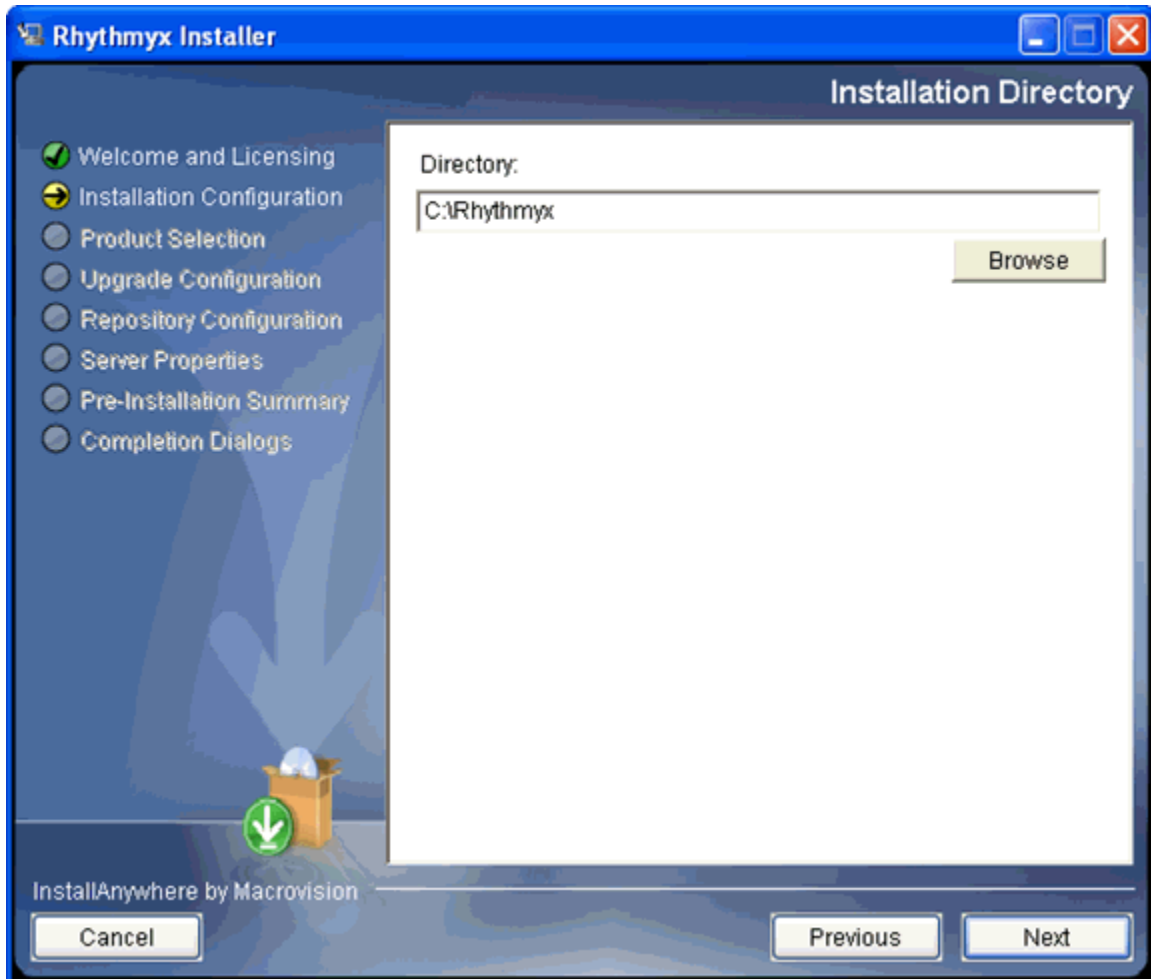 Rhythmyx Installer
Installation Directory
Welcome and Licensing
Installation Configuration
Product Selection
Upgrade Configuration
Repository Configuration
Server Properties
Pre-Installation Summary
Completion Dialogs
Directory:
C:\Rhythmyx
Browse
InstallAnywhere by Macrovision
Cancel
Previous
Next